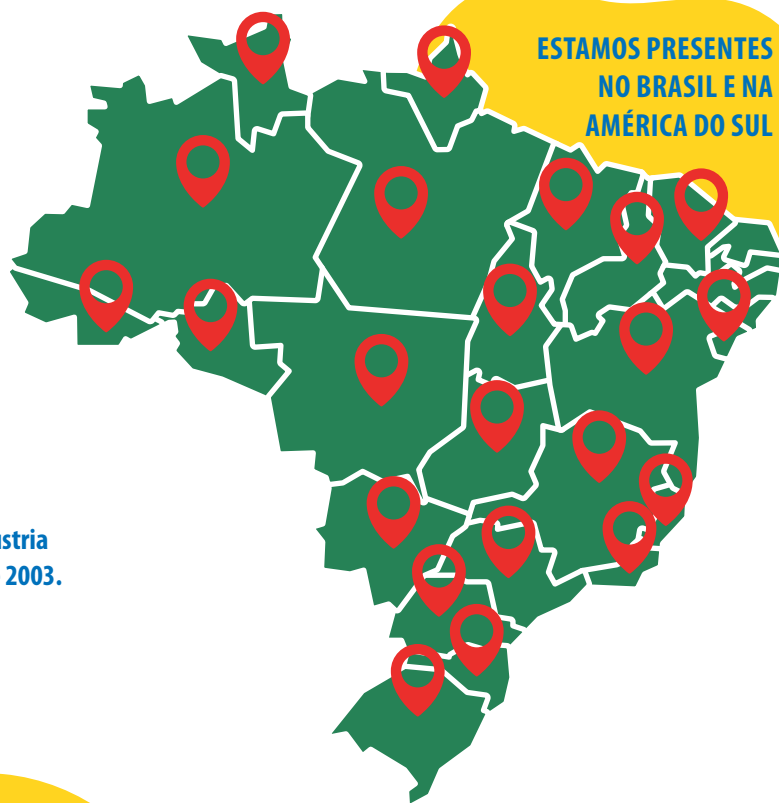 ESTAMOS PRESENTES
NO BRASIL E NA
AMÉRICA DO SUL
2003.